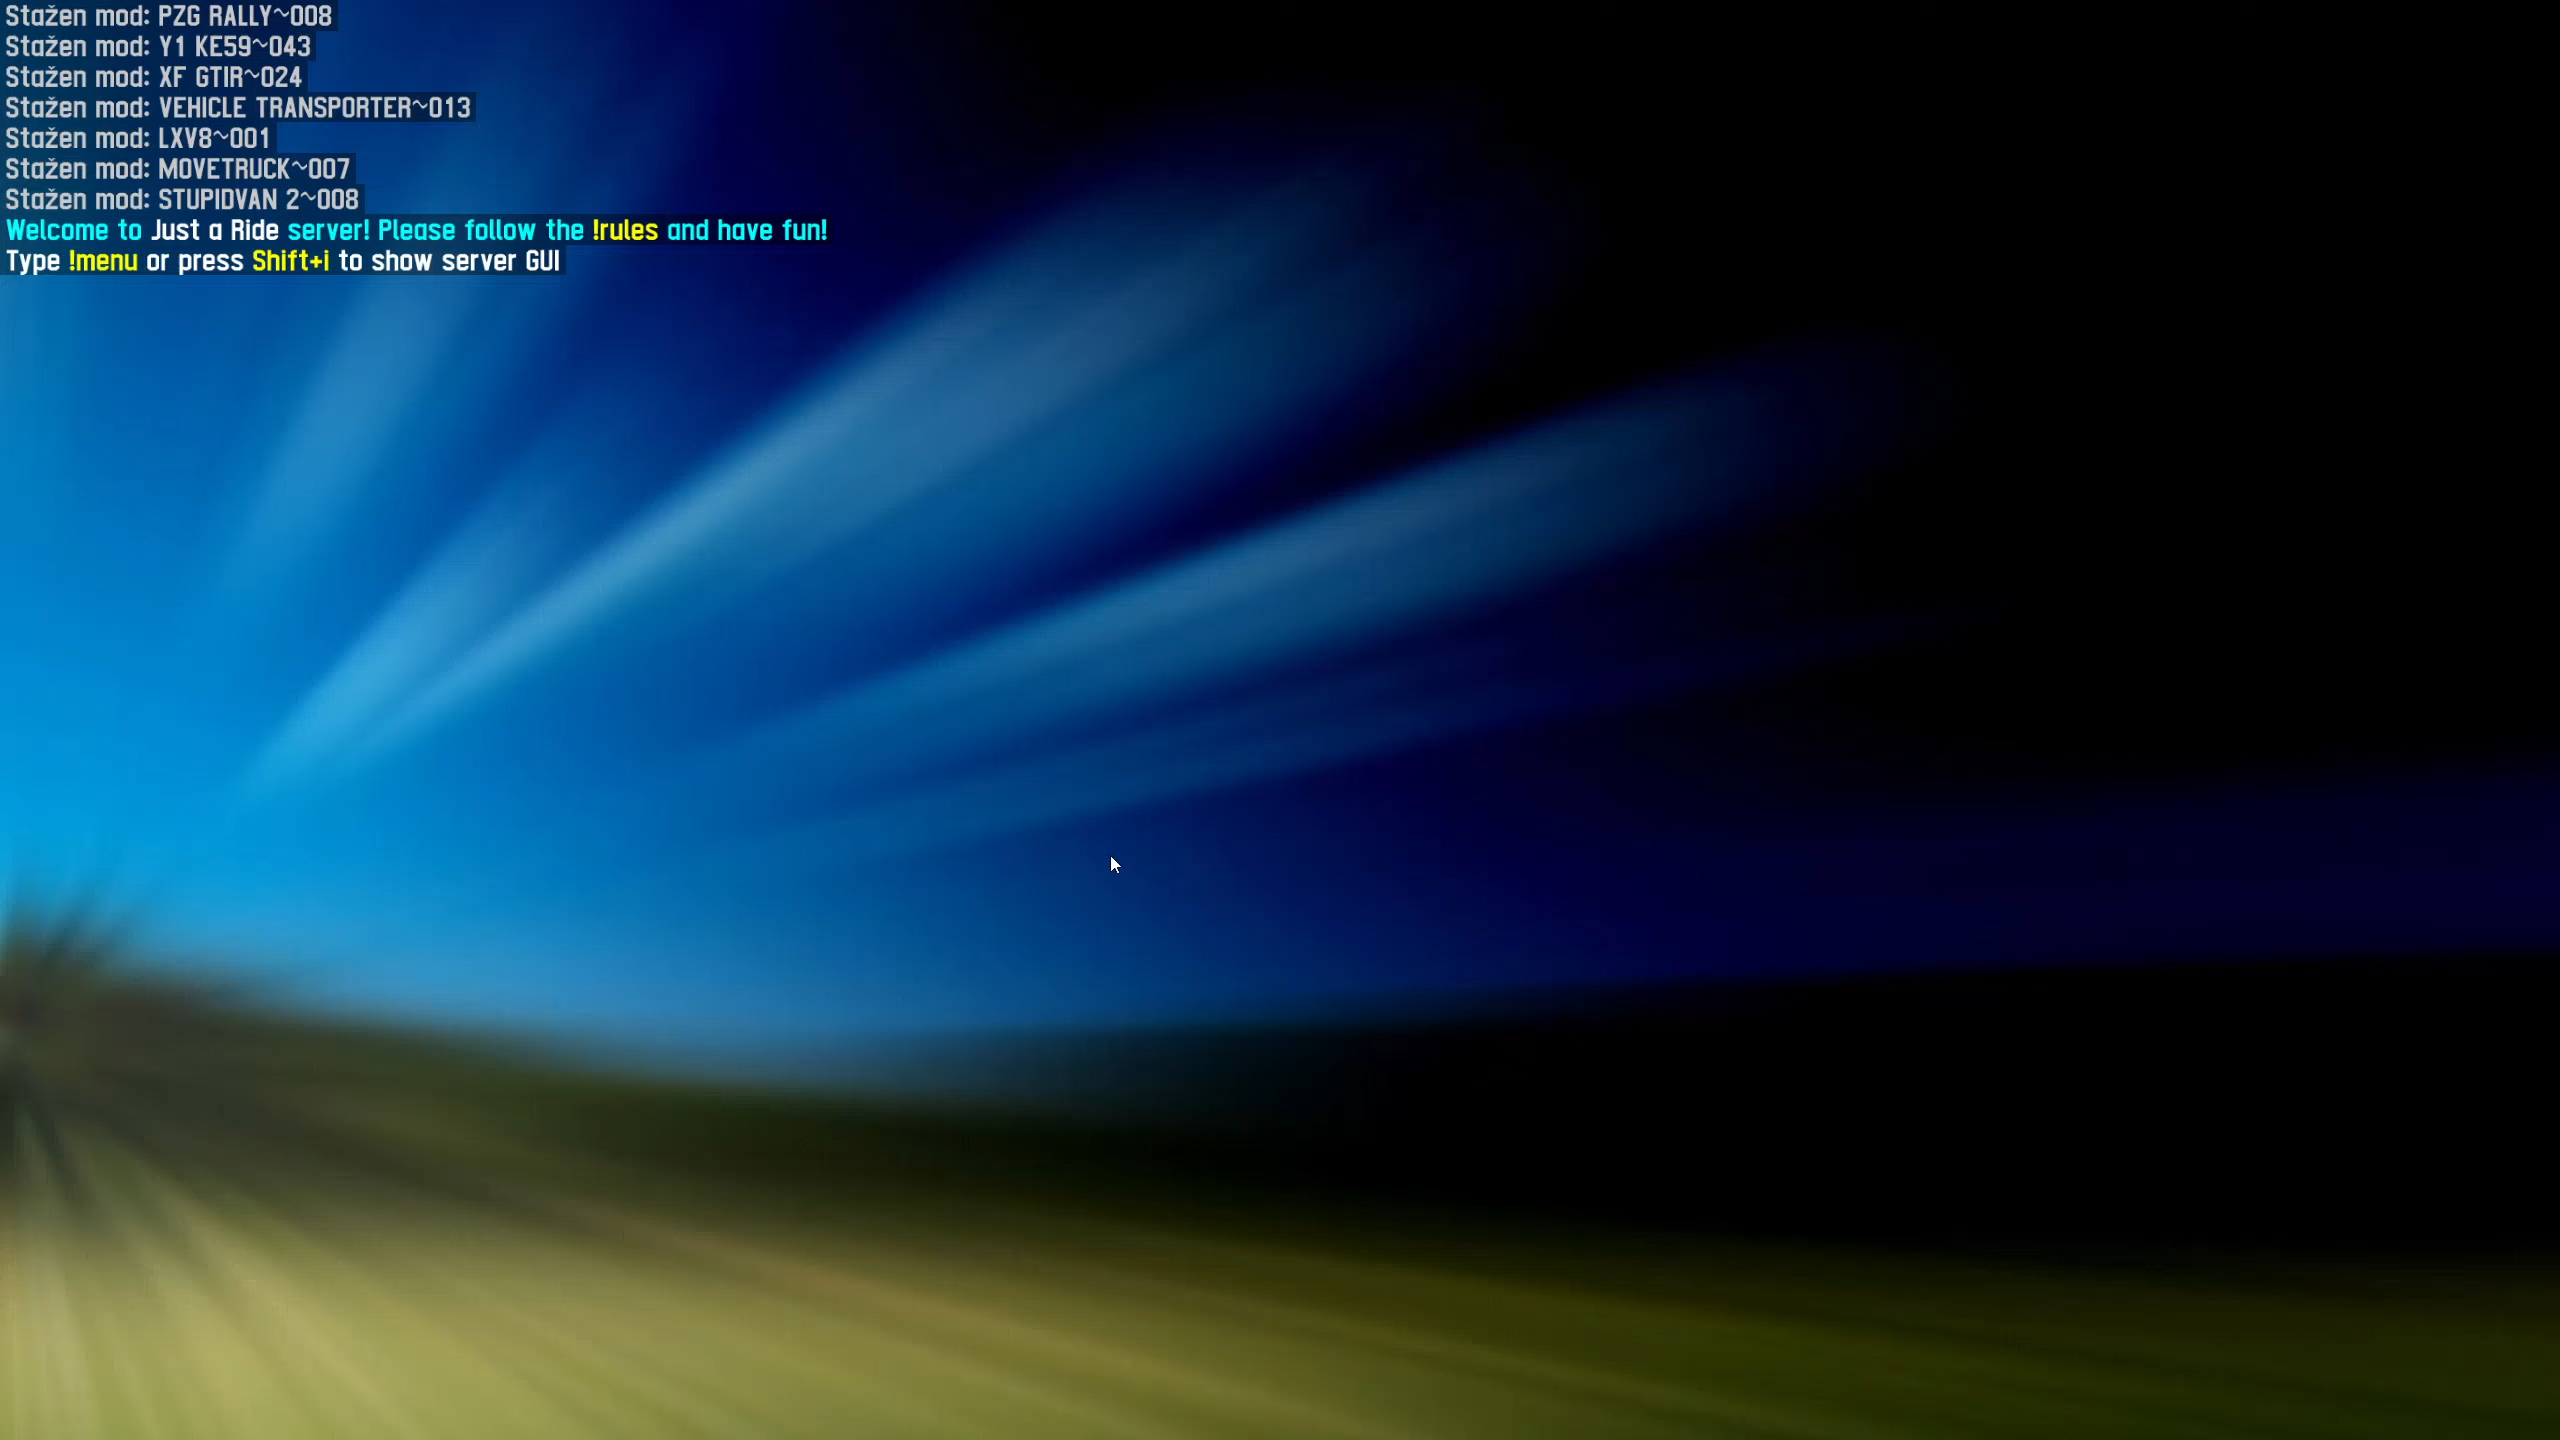 Stažen mod: PZG RALLY~008
Stažen mod: Y1 KE59~043
Stažen mod: XF GTIR~024
Stažen mod: VEHICLE TRANSPORTER~013
Stažen mod: LXV8~001
Stažen mod: MOVETRUCK~007
Stažen mod: STUPIDVAN 2~008
Welcome to Just a Ride server! Please follow the !rules and have fun!
Type !menu or press Shift+i to show server GUI